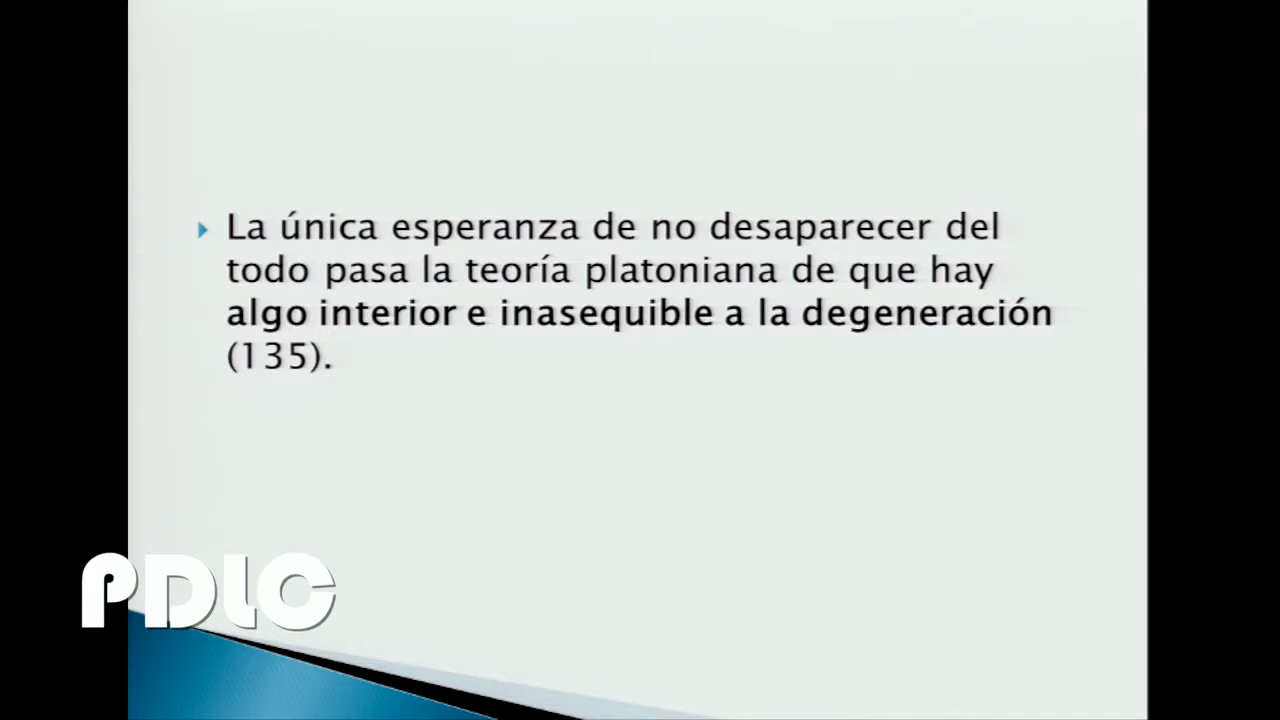 La única esperanza de no desaparecer del
todo pasa la teoría platoniana de que hay
algo interior e inasequible a la degeneración
(135).
PDLC